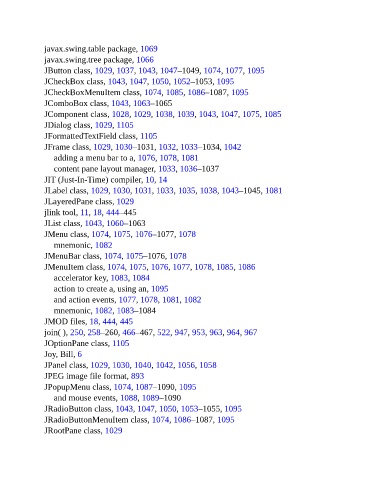 javax.swing.table package, 1069
javax.swing.tree package, 1066
JButton class, 1029, 1037, 1043, 1047–1049, 1074, 1077, 1095
JCheckBox class, 1043, 1047, 1050, 1052–1053, 1095
JCheckBoxMenuItem class, 1074, 1085, 1086–1087, 1095
JComboBox class, 1043, 1063–1065
JComponent class, 1028, 1029, 1038, 1039, 1043, 1047, 1075, 1085
JDialog class, 1029, 1105
JFormattedTextField class, 1105
JFrame class, 1029, 1030–1031, 1032, 1033–1034, 1042
adding a menu bar to a, 1076, 1078, 1081
content pane layout manager, 1033, 1036–1037
JIT (Just-In-Time) compiler, 10, 14
JLabel class, 1029, 1030, 1031, 1033, 1035, 1038, 1043–1045, 1081
JLayeredPane class, 1029
jlink tool, 11, 18, 444–445
JList class, 1043, 1060–1063
JMenu class, 1074, 1075, 1076–1077, 1078
mnemonic, 1082
JMenuBar class, 1074, 1075–1076, 1078
JMenuItem class, 1074, 1075, 1076, 1077, 1078, 1085, 1086
accelerator key, 1083, 1084
action to create a, using an, 1095
and action events, 1077, 1078, 1081, 1082
mnemonic, 1082, 1083–1084
JMOD files, 18, 444, 445
join( ), 250, 258–260, 466–467, 522, 947, 953, 963, 964, 967
JOptionPane class, 1105
Joy, Bill, 6
JPanel class, 1029, 1030, 1040, 1042, 1056, 1058
JPEG image file format, 893
JPopupMenu class, 1074, 1087–1090, 1095
and mouse events, 1088, 1089–1090
JRadioButton class, 1043, 1047, 1050, 1053–1055, 1095
JRadioButtonMenuItem class, 1074, 1086–1087, 1095
JRootPane class, 1029